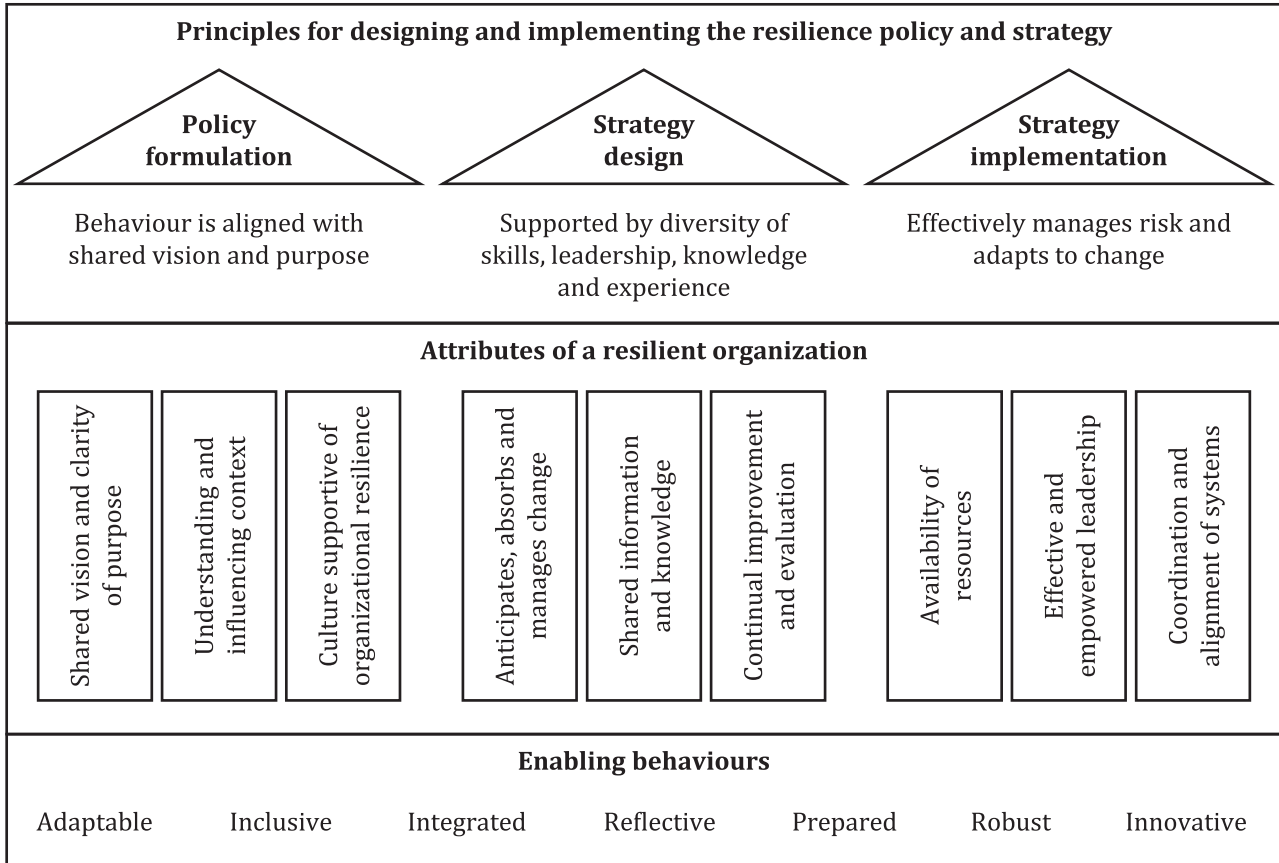 Principles for designing and implementing the resilience policy and strategy
Policy
formulation
Behaviour is aligned with
shared vision and purpose
Strategy
design
Supported by diversity of
skills, leadership, knowledge
and experience
Strategy
implementation
Effectively manages risk and
adapts to change
Attributes of a resilient organization
Shared vision and clarity
of purpose
Understanding and
influencing context
Culture supportive of
organizational resilience
Anticipates, absorbs and
manages change
Shared information
and knowledge
Continual improvement
and evaluation
Availability of
resources
Effective and
empowered leadership
Coordination and
alignment of systems
Enabling behaviours
Adaptable Inclusive Integrated Reflective Prepared Robust Innovative